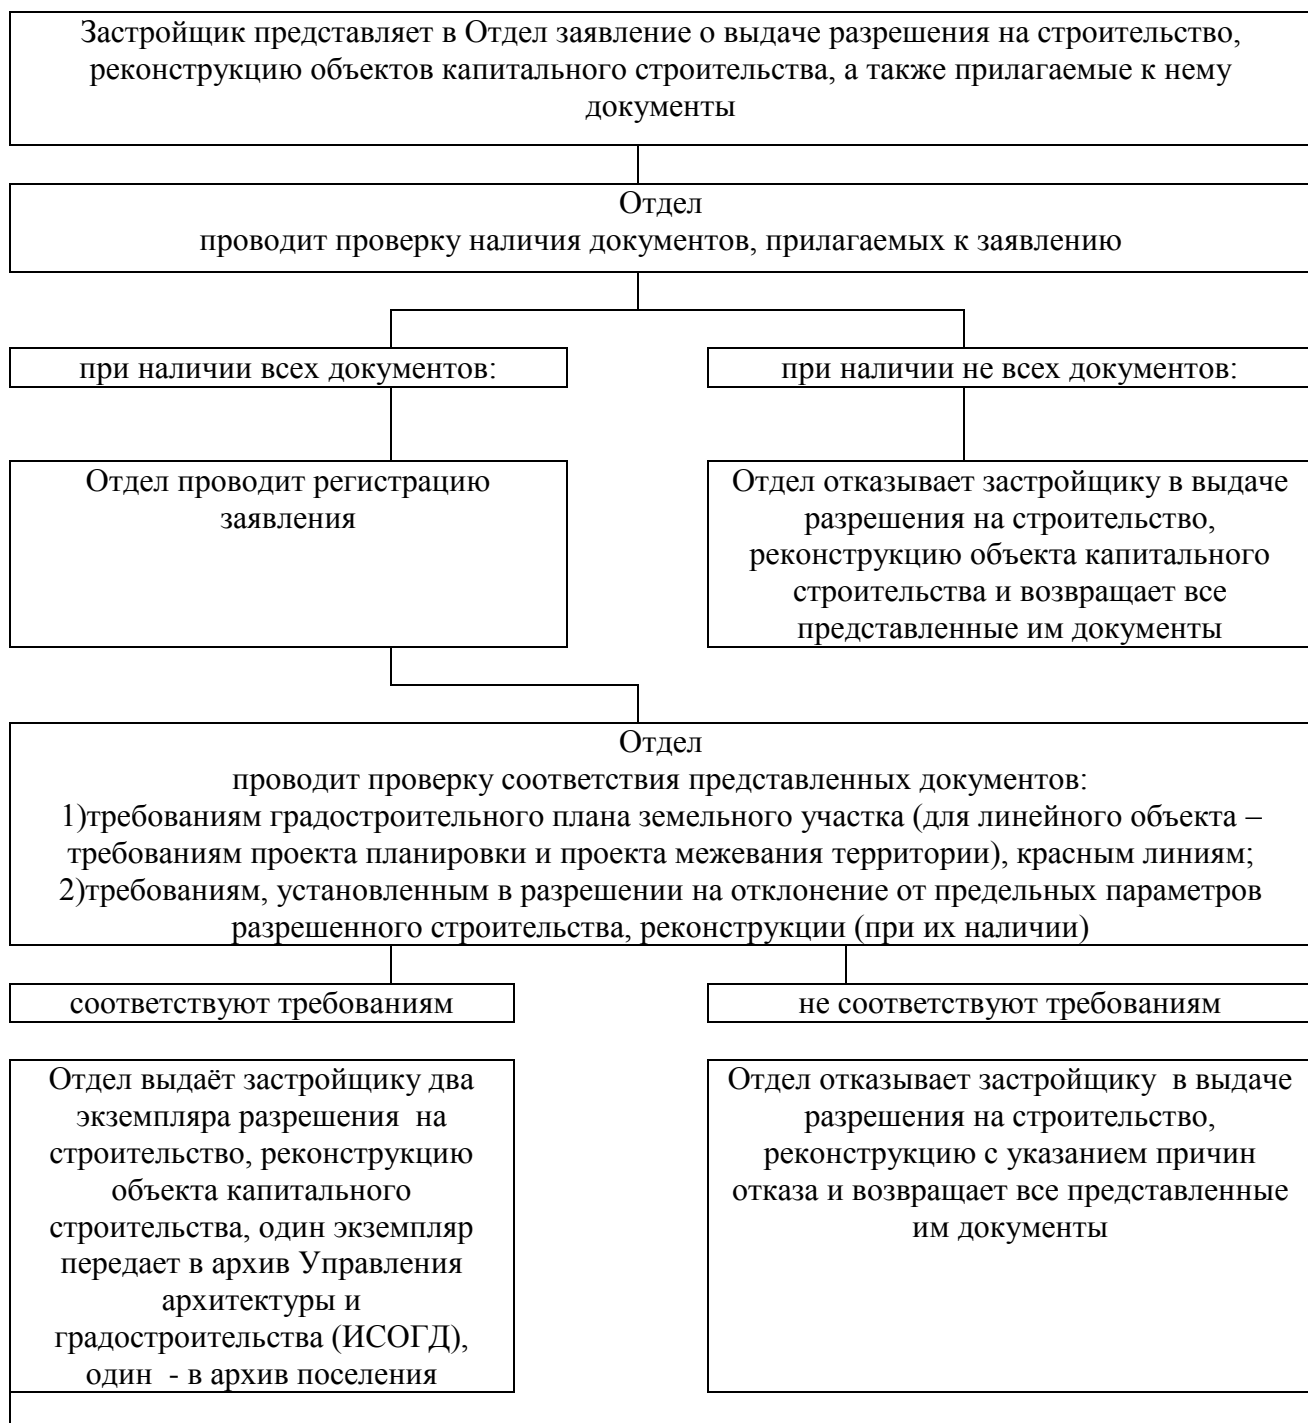 Застройщик представляет в Отдел заявление о выдаче разрешения на строительство,
реконструкцию объектов капитального строительства, а также прилагаемые к нему
документы
Отдел
проводит проверку наличия документов, прилагаемых к заявлению
при наличии всех документов:
при наличии не всех документов:
Отдел проводит регистрацию
заявления
Отдел отказывает застройщику в выдаче
разрешения на строительство,
реконструкцию объекта капитального
строительства и возвращает все
представленные им документы
Отдел
проводит проверку соответствия представленных документов:
1)требованиям градостроительного плана земельного участка (для линейного объекта –
требованиям проекта планировки и проекта межевания территории), красным линиям;
2)требованиям, установленным в разрешении на отклонение от предельных параметров
разрешенного строительства, реконструкции (при их наличии)
соответствуют требованиям
не соответствуют требованиям
Отдел выдаёт застройщику два
экземпляра разрешения  на
строительство, реконструкцию
объекта капитального
строительства, один экземпляр
передает в архив Управления
архитектуры и
градостроительства (ИСОГД),
один  - в архив поселения
Отдел отказывает застройщику  в выдаче
разрешения на строительство,
реконструкцию с указанием причин
отказа и возвращает все представленные
им документы